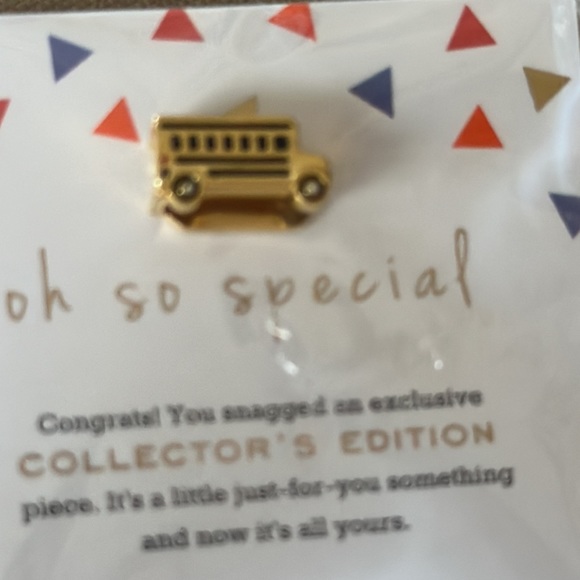 oh so special
Congrats! You snagged an exclusive
COLLECTOR'S EDITION
piece. It's a little just-for-you something
and now it's all yours.